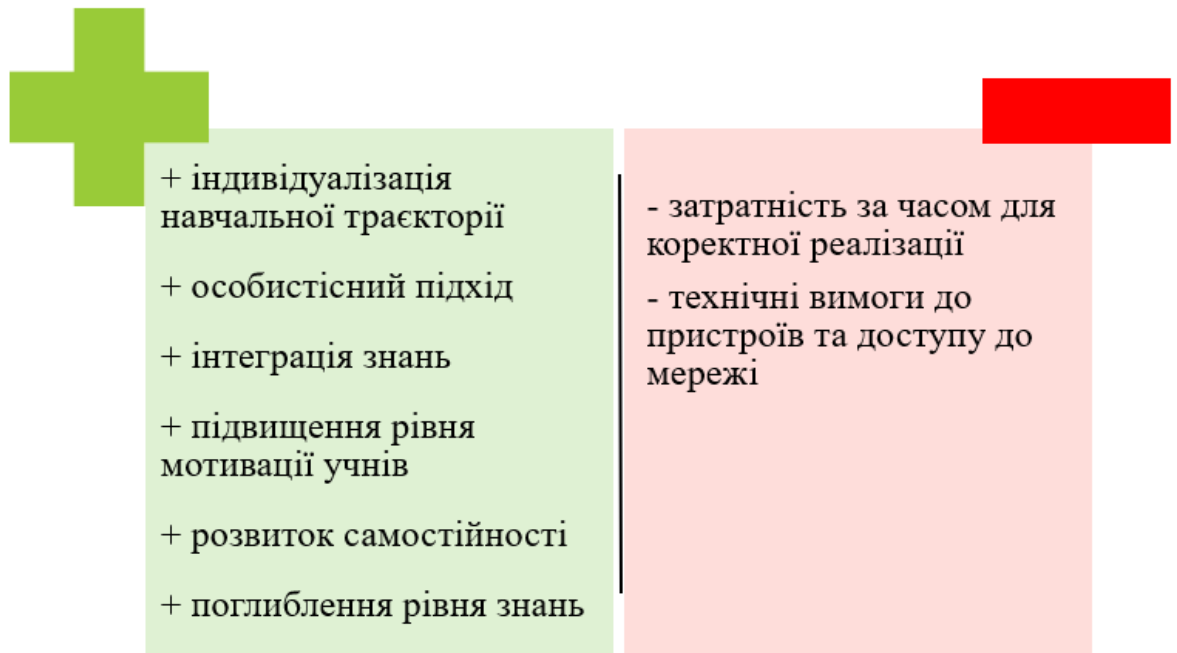 + індивідуалізація
навчальної траєкторії
+ особистісний підхід
+ інтеграція знань
+ підвищення рівня
мотивації учнів
+ розвиток самостійності
+ поглиблення рівня знань
- затратність за часом для
коректної реалізації
- технічні вимоги до
пристроїв та доступу до
мережі